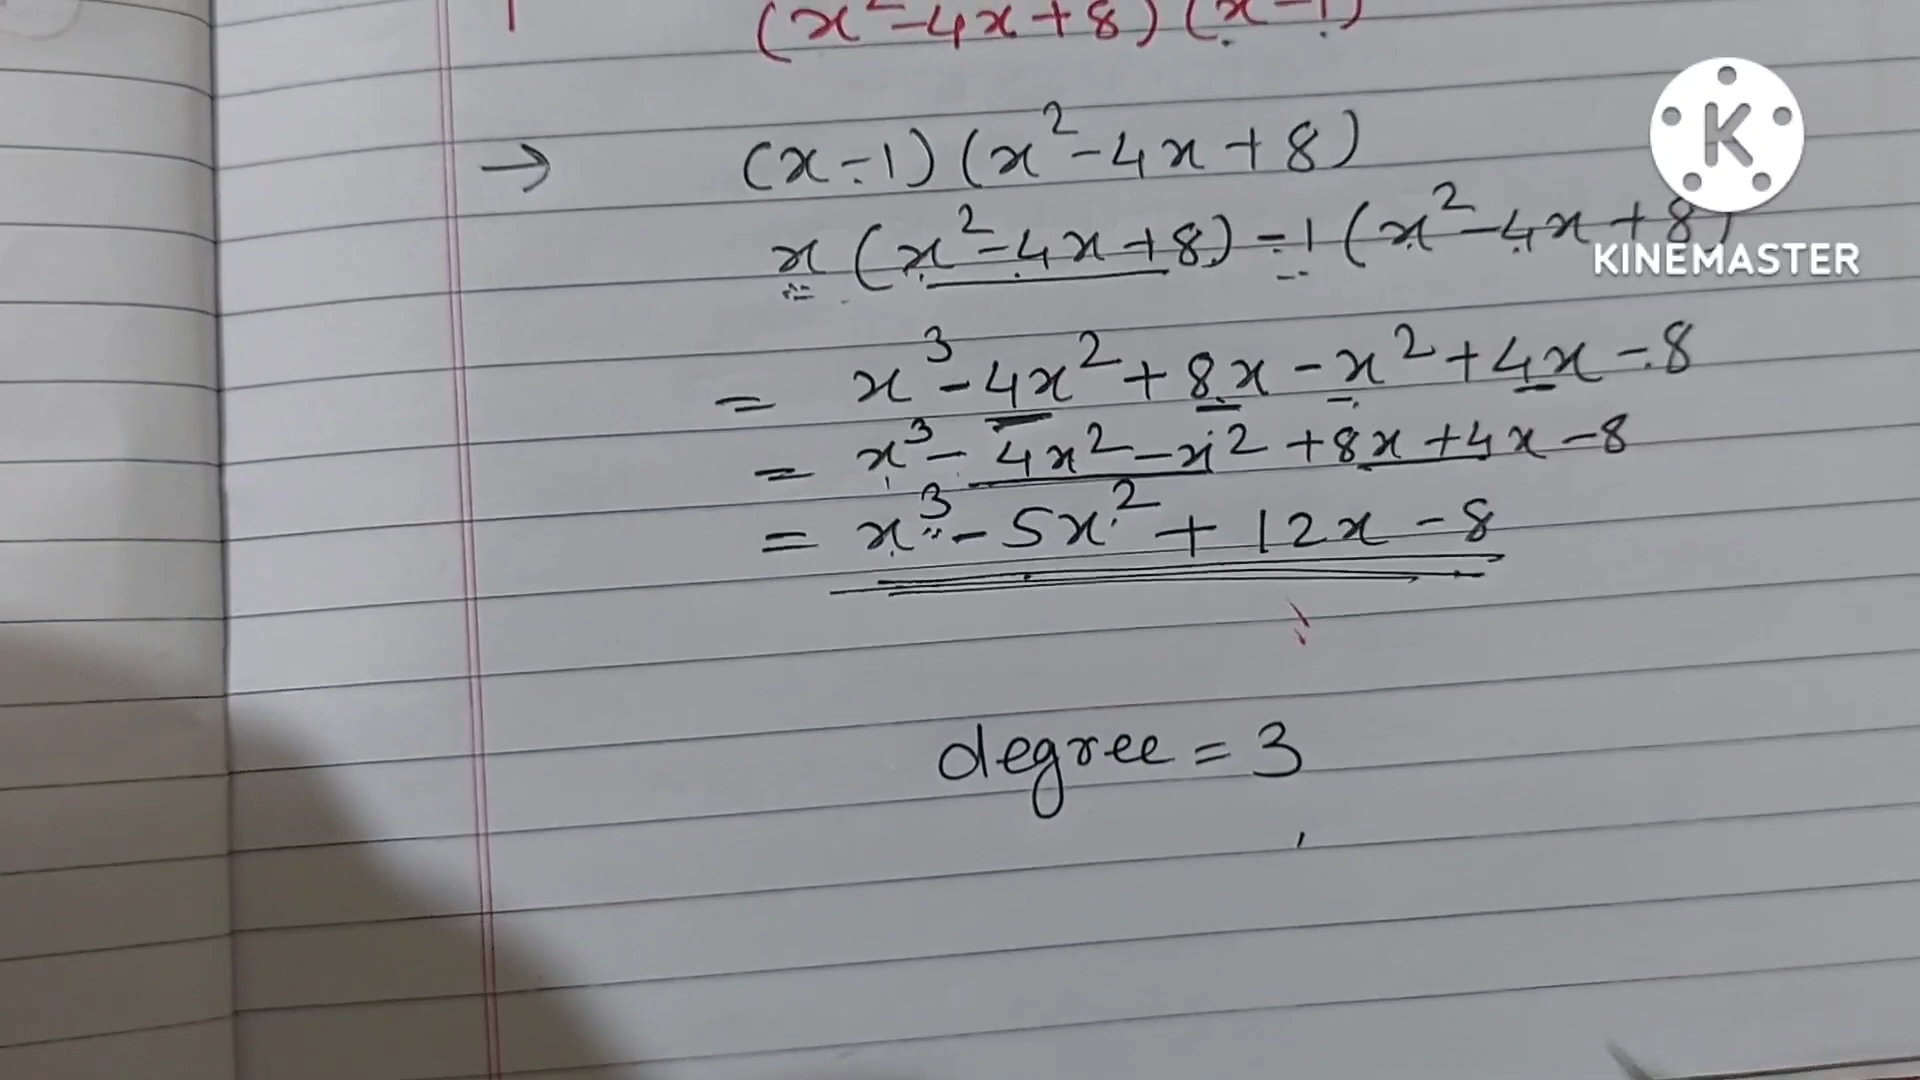 (x²-4x+8) (x-1)
→ (x-1) (x²-4x+8)
x (x²-4x+8) -1 (x²-4x+8)
= x³-4x²+8x-x²+4x-8
= x³-4x²-x²+8x+4x-8
= x³-5x²+12x-8
degree = 3
K
KINEMASTER